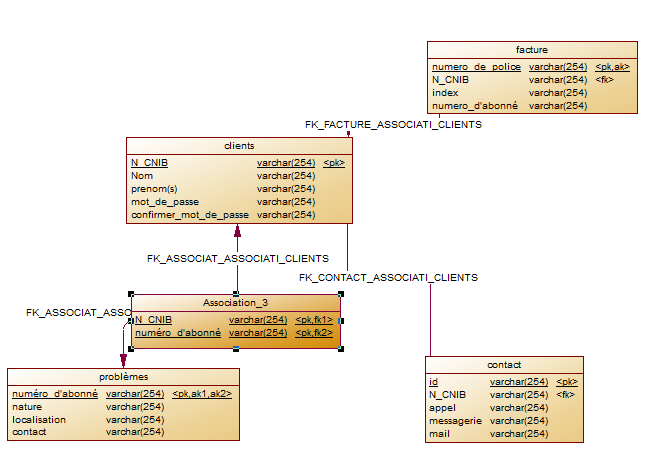 facture
numero_de_police varchar(254) <pk,ak>
N_CNIB varchar(254) <fk>
index varchar(254)
numero_d'abonné varchar(254)
FK_FACTURE_ASSOCIATI_CLIENTS
clients
N_CNIB varchar(254) <pk>
Nom varchar(254)
prenom(s) varchar(254)
mot_de_passe varchar(254)
confirmer_mot_de_passe varchar(254)
FK_ASSOCIAT_ASSOCIATI_CLIENTS
FK_CONTACT_ASSOCIATI_CLIENTS
Association_3
FK_ASSOCIAT_ASSO
N_CNIB varchar(254) <pk,fk1>
numéro_d'abonné varchar(254) <pk,fk2>
problèmes
numéro_d'abonné varchar(254) <pk,ak1,ak2>
nature varchar(254)
localisation varchar(254)
contact varchar(254)
contact
id varchar(254) <pk>
N_CNIB varchar(254) <fk>
appel varchar(254)
messagerie varchar(254)
mail varchar(254)